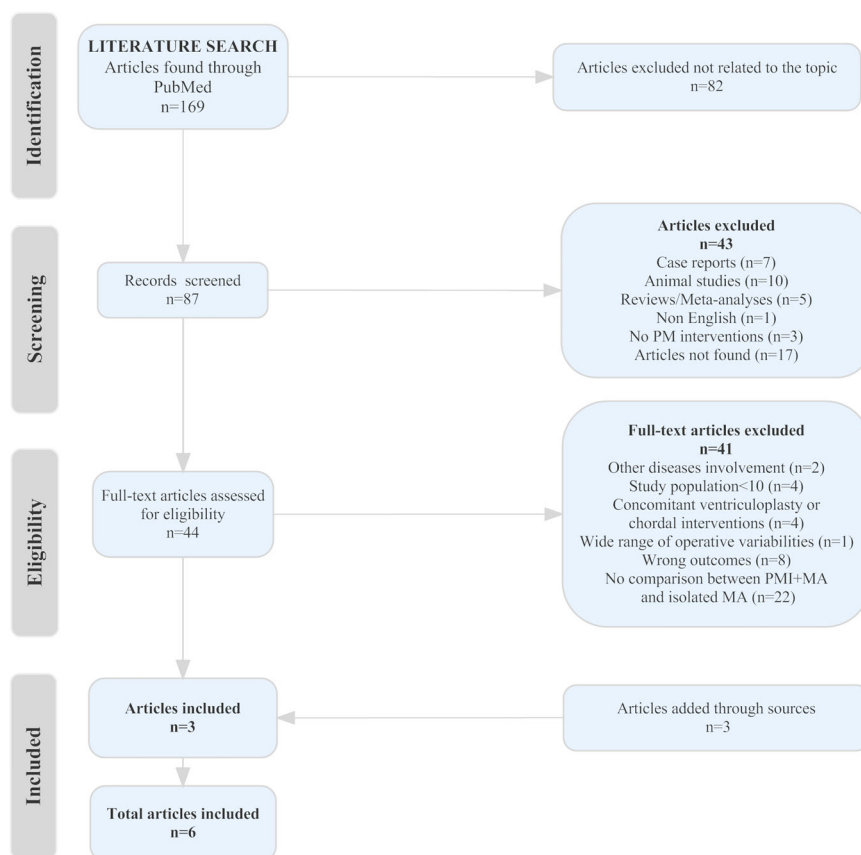 Identification
LITERATURE SEARCH
Articles found through
PubMed
n=169
Articles excluded not related to the topic
n=82
Screening
Records screened
n=87
Articles excluded
n=43
Case reports (n=7)
Animal studies (n=10)
Reviews/Meta-analyses (n=5)
Non English (n=1)
No PM interventions (n=3)
Articles not found (n=17)
Eligibility
Full-text articles assessed
for eligibility
n=44
Full-text articles excluded
n=41
Other diseases involvement (n=2)
Study population<10 (n=4)
Concomitant ventriculoplasty or
chordal interventions (n=4)
Wide range of operative variabilities (n=1)
Wrong outcomes (n=8)
No comparison between PMI+MA
and isolated MA (n=22)
Included
Articles included
n=3
Articles added through sources
n=3
Total articles included
n=6